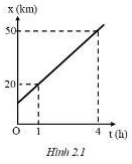 x (km)
50
20
O 1 4 t (h)
Hình 2.1